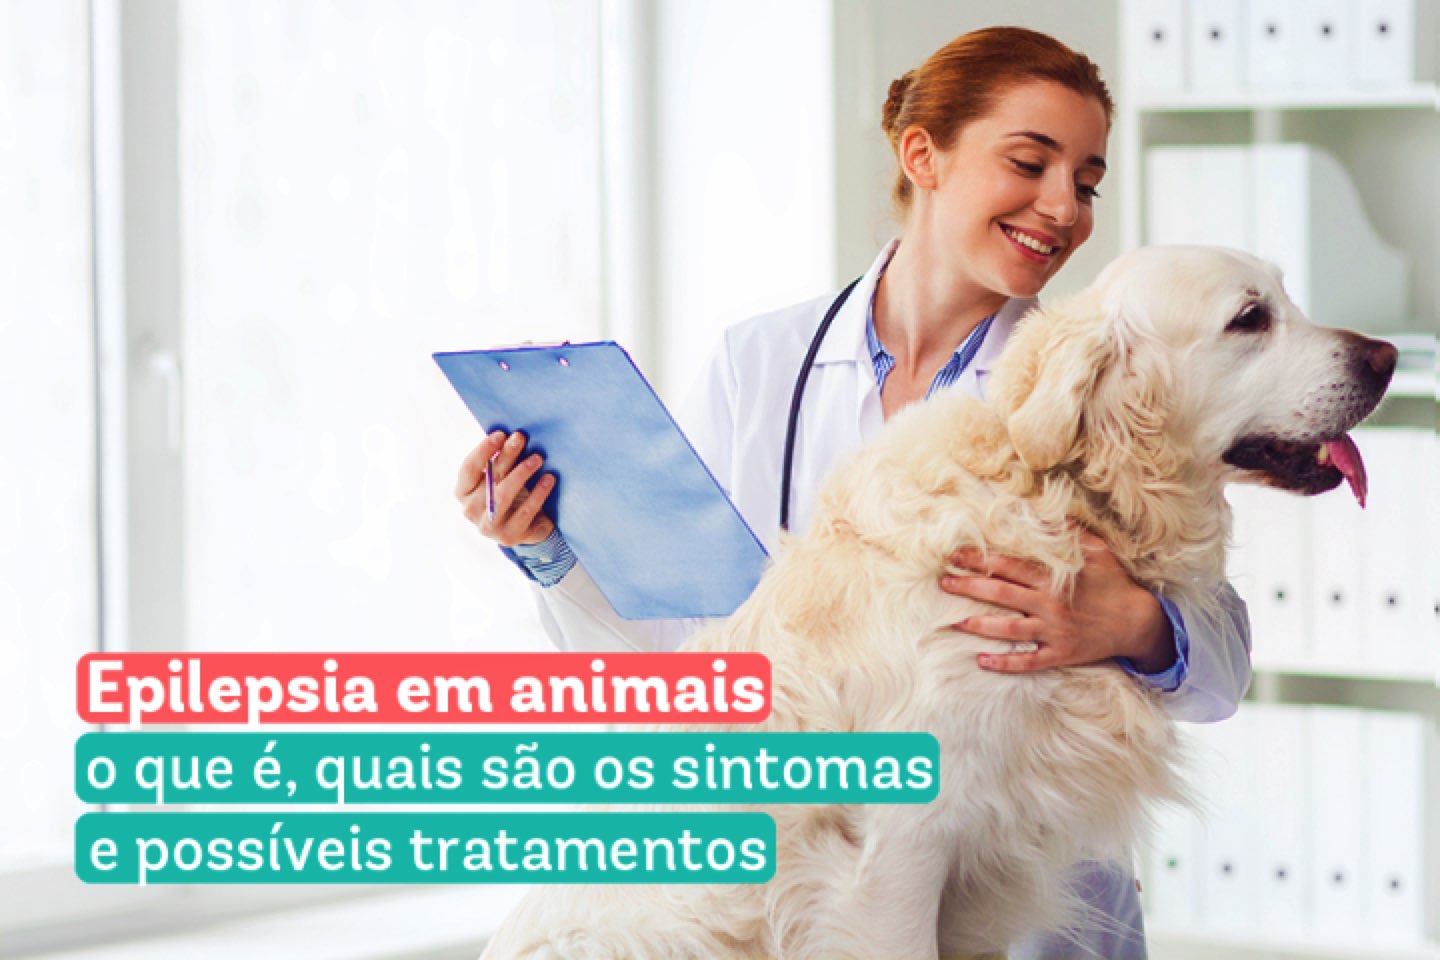 Epilepsia em animais
o que é, quais são os sintomas
e possíveis tratamentos